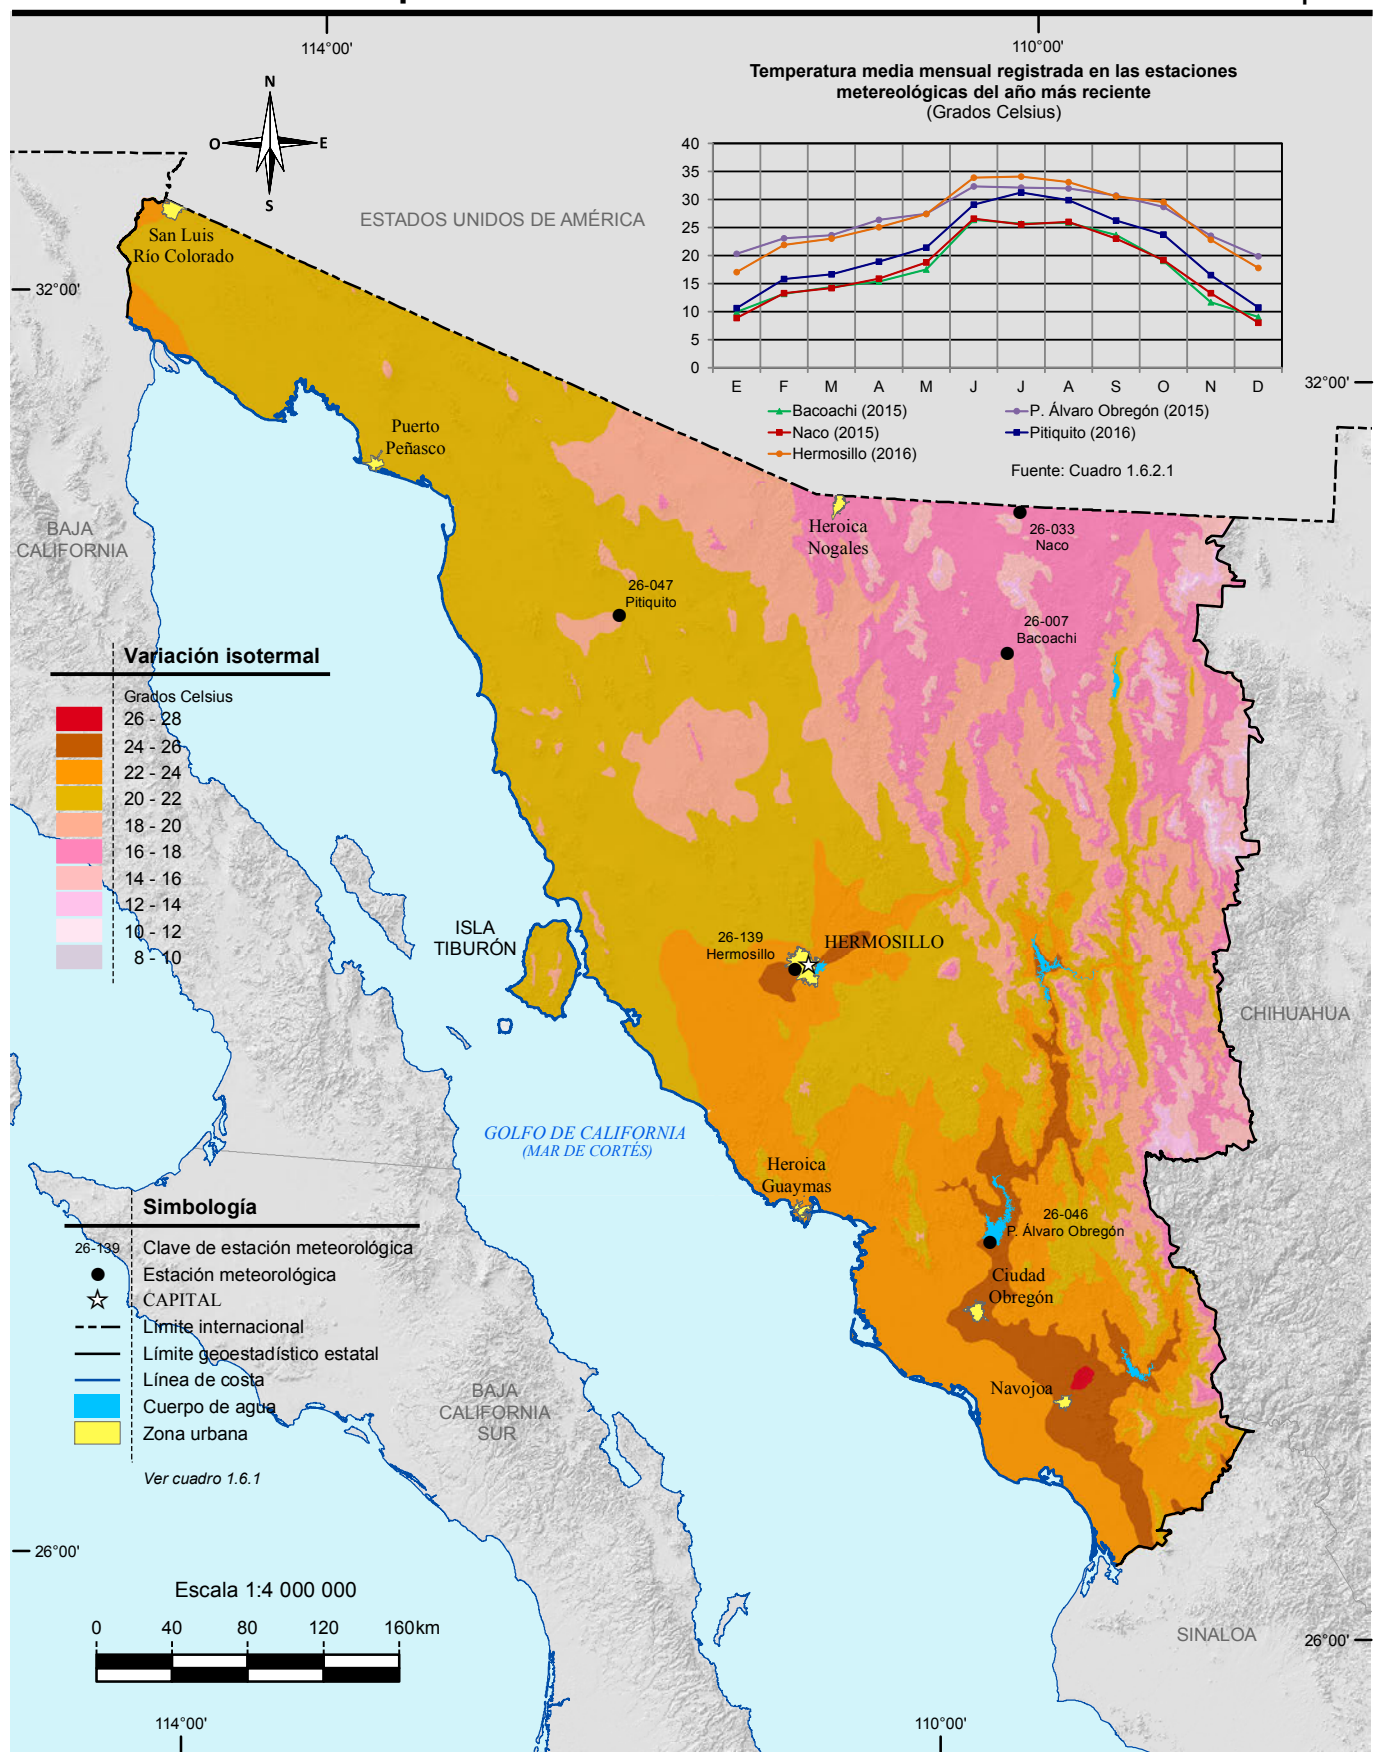 114°00'
110°00'
Temperatura media mensual registrada en las estaciones
metereológicas del año más reciente
(Grados Celsius)
N
O
E
S
40
35
30
25
20
15
10
5
0
E F M A M J J A S O N D
Bacoachi (2015)
P. Álvaro Obregón (2015)
Naco (2015)
Pitiquito (2016)
Hermosillo (2016)
Fuente: Cuadro 1.6.2.1
ESTADOS UNIDOS DE AMÉRICA
San Luis
Río Colorado
32°00'
32°00'
Puerto
Peñasco
BAJA
CALIFORNIA
Heroica
Nogales
26-033
Naco
26-047
Pitiquito
26-007
Bacoachi
Variación isotermal
Grados Celsius
26 - 28
24 - 26
22 - 24
20 - 22
18 - 20
16 - 18
14 - 16
12 - 14
10 - 12
8 - 10
ISLA
TIBURÓN
26-139
Hermosillo
HERMOSILLO
CHIHUAHUA
GOLFO DE CALIFORNIA
(MAR DE CORTÉS)
Heroica
Guaymas
26-046
P. Álvaro Obregón
Ciudad
Obregón
Navojoa
Simbología
26-139 Clave de estación meteorológica
Estación meteorológica
CAPITAL
Límite internacional
Límite geoestadístico estatal
Línea de costa
Cuerpo de agua
Zona urbana
Ver cuadro 1.6.1
BAJA
CALIFORNIA
SUR
26°00'
Escala 1:4 000 000
0 40 80 120 160km
SINALOA
26°00'
114°00'
110°00'